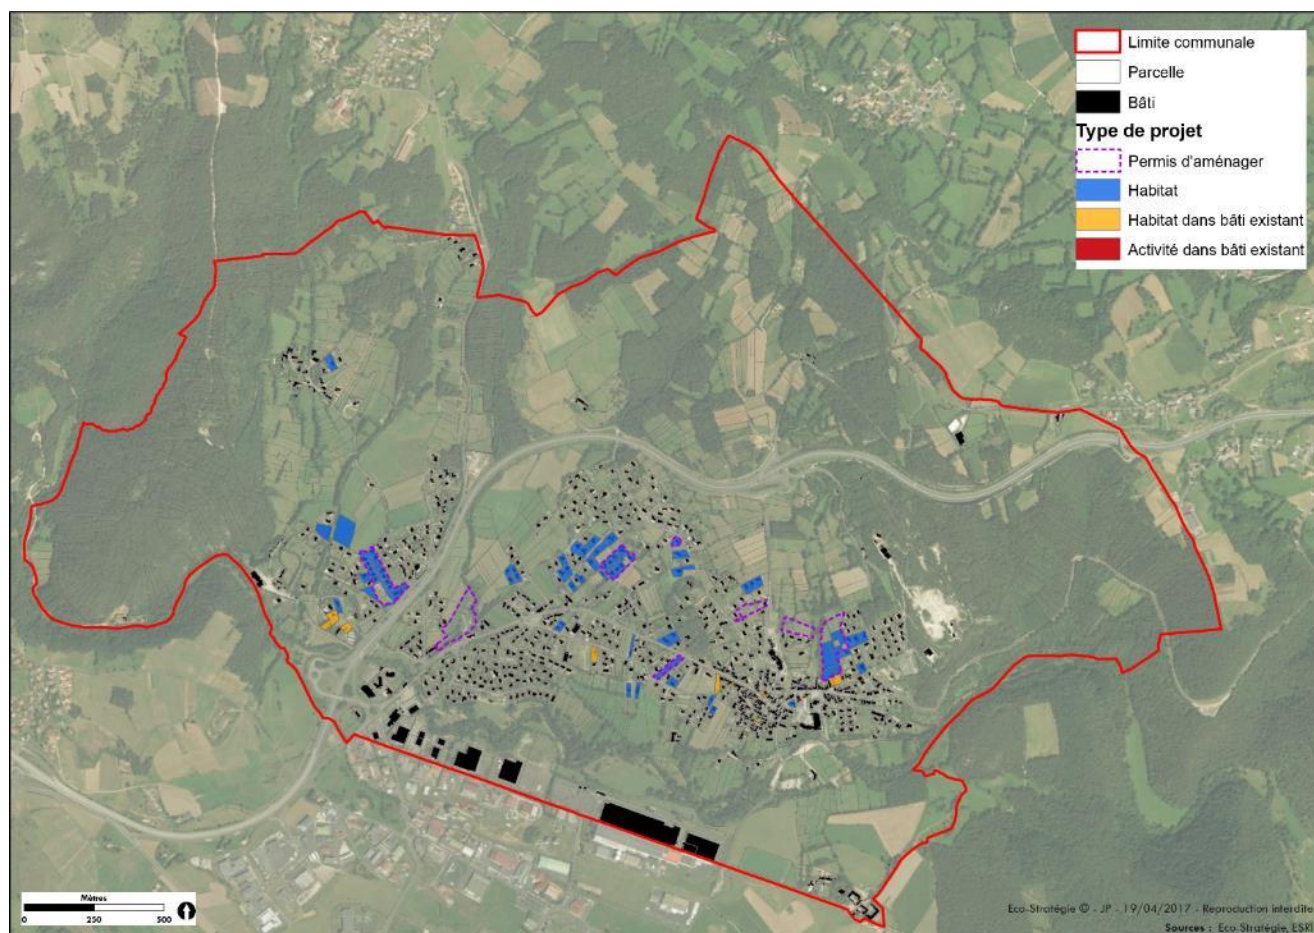 Limite communale
Parcelle
Bâti
Type de projet
Permis d'aménager
Habitat
Habitat dans bâti existant
Activité dans bâti existant
Mètres
0 250 500
Eco-Stratégie © - JP - 19/04/2017 - Reproduction interdite
Sources : Eco-Stratégie, ESRI